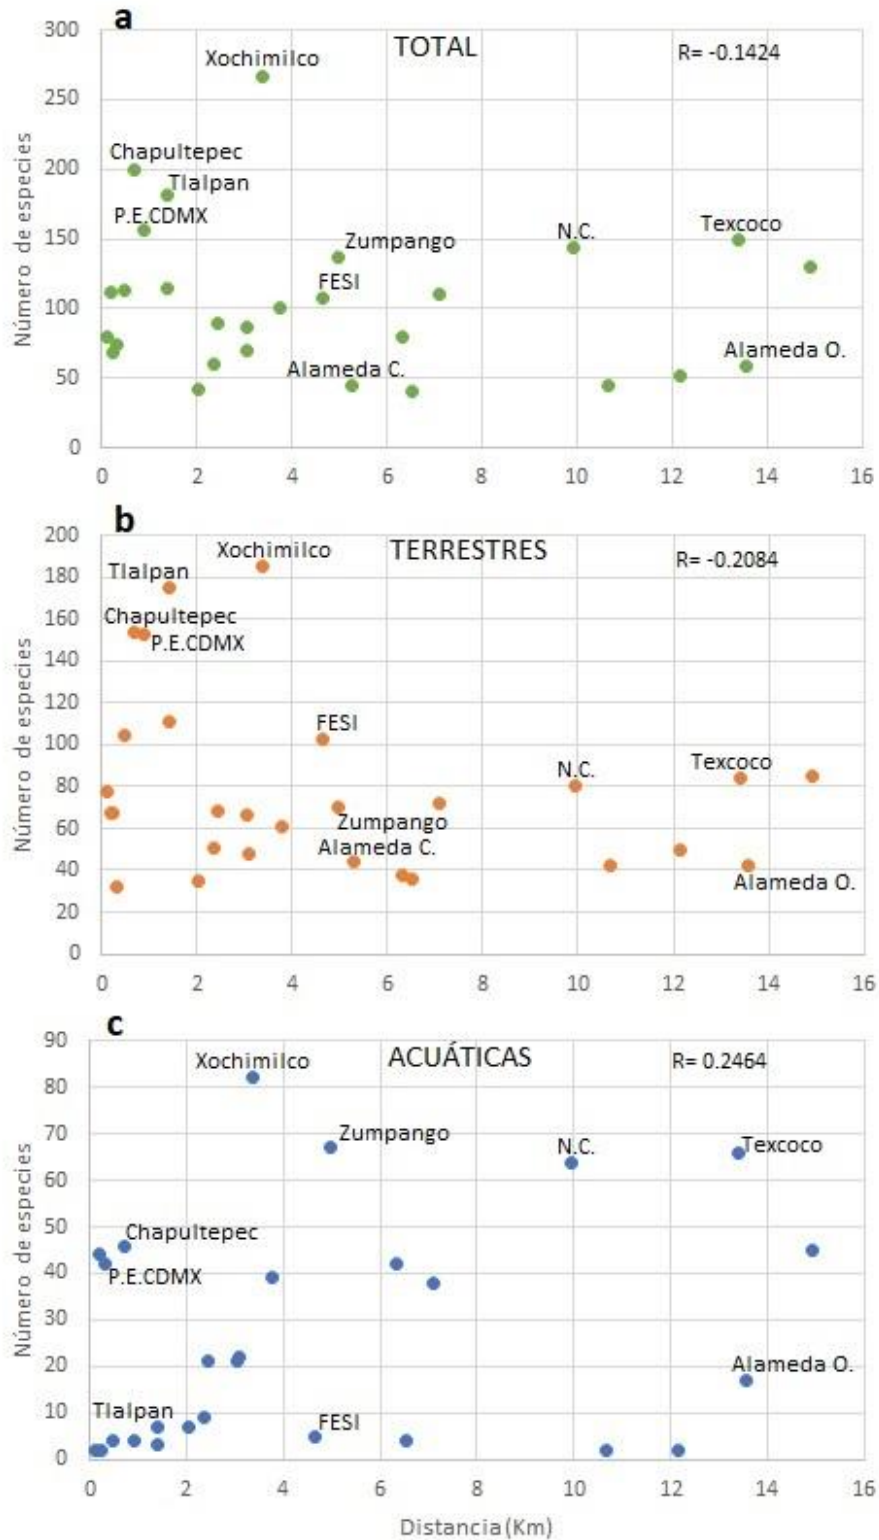 a
TOTAL
R= -0.1424
Número de especies
300
250
200
150
100
50
0
Xochimilco
Chapultepec
Tlalpan
P.E.CDMX
Zumpango
N.C.
Texcoco
FESI
Alameda C.
Alameda O.
0 2 4 6 8 10 12 14 16
b
TERRESTRES
R= -0.2084
Número de especies
200
180
160
140
120
100
80
60
40
20
0
Xochimilco
Tlalpan
Chapultepec
P.E.CDMX
FESI
N.C.
Texcoco
Zumpango
Alameda C.
Alameda O.
0 2 4 6 8 10 12 14 16
c
ACUÁTICAS
R= 0.2464
Número de especies
90
80
70
60
50
40
30
20
10
0
Xochimilco
Zumpango
N.C.
Texcoco
Chapultepec
P.E.CDMX
Alameda O.
Tlalpan
FESI
0 2 4 6 8 10 12 14 16
Distancia(Km)